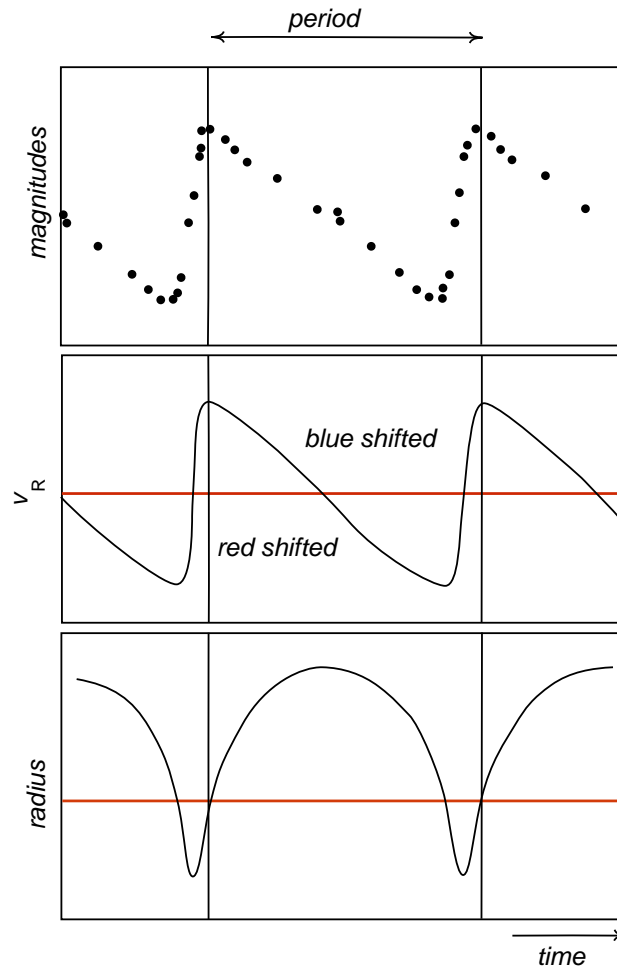 period
magnitudes
blue shifted
v R
red shifted
radius
time